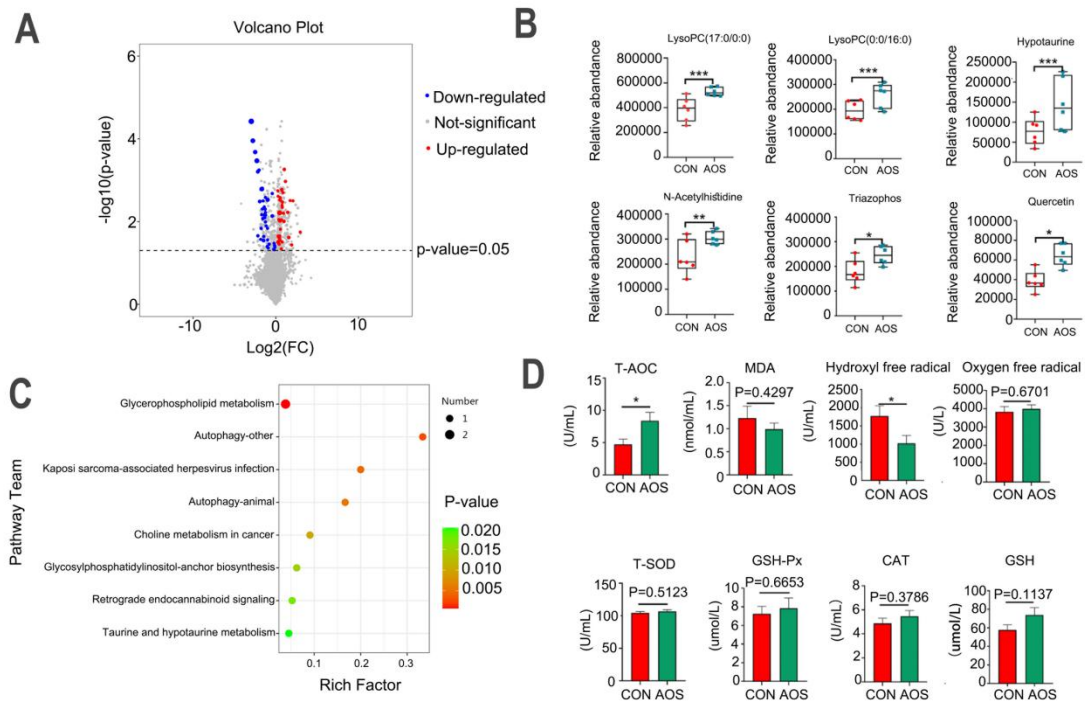 A
Volcano Plot
6
4
2
0
-log10(p-value)
-10
0
10
Log2(FC)
Down-regulated
Not-significant
Up-regulated
p-value=0.05
B
LysoPC(17:0/0:0)
Relative abundance
800000
600000
400000
200000
0
***
CON AOS
LysoPC(0:0/16:0)
Relative abundance
400000
300000
200000
100000
0
***
CON AOS
Hypotaurine
Relative abundance
250000
200000
150000
100000
50000
0
***
CON AOS
N-Acetylhistidine
Relative abundance
400000
300000
200000
100000
0
**
CON AOS
Triazophos
Relative abundance
400000
300000
200000
100000
0
*
CON AOS
Quercetin
Relative abundance
100000
80000
60000
40000
20000
0
*
CON AOS
C
Pathway Team
Glycerophospholipid metabolism
Autophagy-other
Kaposi sarcoma-associated herpesvirus infection
Autophagy-animal
Choline metabolism in cancer
Glycosylphosphatidylinositol-anchor biosynthesis
Retrograde endocannabinoid signaling
Taurine and hypotaurine metabolism
0.1
0.2
0.3
Rich Factor
Number
1
2
P-value
0.020
0.015
0.010
0.005
D
T-AOC
(U/mL)
15
10
5
0
*
CON AOS
MDA
(nmol/mL)
2.0
1.5
1.0
0.5
0.0
P=0.4297
CON AOS
Hydroxyl free radical
(U/mL)
2500
2000
1500
1000
500
0
*
CON AOS
Oxygen free radical
(U/L)
5000
4000
3000
2000
1000
0
P=0.6701
CON AOS
T-SOD
(U/mL)
150
100
50
0
P=0.5123
CON AOS
GSH-Px
(umol/L)
10
8
6
4
2
0
P=0.6653
CON AOS
CAT
(U/mL)
8
6
4
2
0
P=0.3786
CON AOS
GSH
(umol/L)
100
80
60
40
20
0
P=0.1137
CON AOS